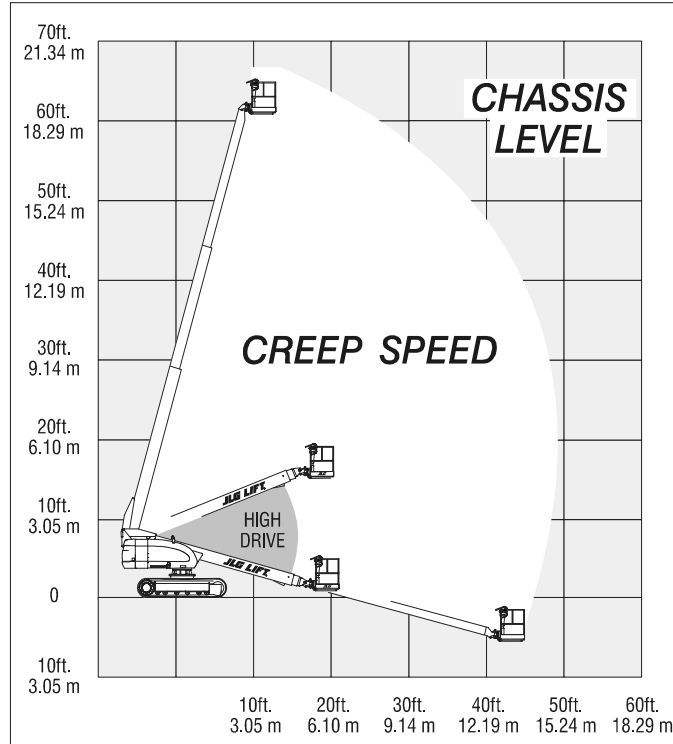 70ft.
21.34 m
60ft.
18.29 m
50ft.
15.24 m
40ft.
12.19 m
30ft.
9.14 m
20ft.
6.10 m
10ft.
3.05 m
0
10ft.
3.05 m
CHASSIS
LEVEL
CREEP SPEED
JLG LIFT
HIGH
DRIVE
JLG LIFT
10ft. 20ft. 30ft. 40ft. 50ft. 60ft.
3.05 m 6.10 m 9.14 m 12.19 m 15.24 m 18.29 m